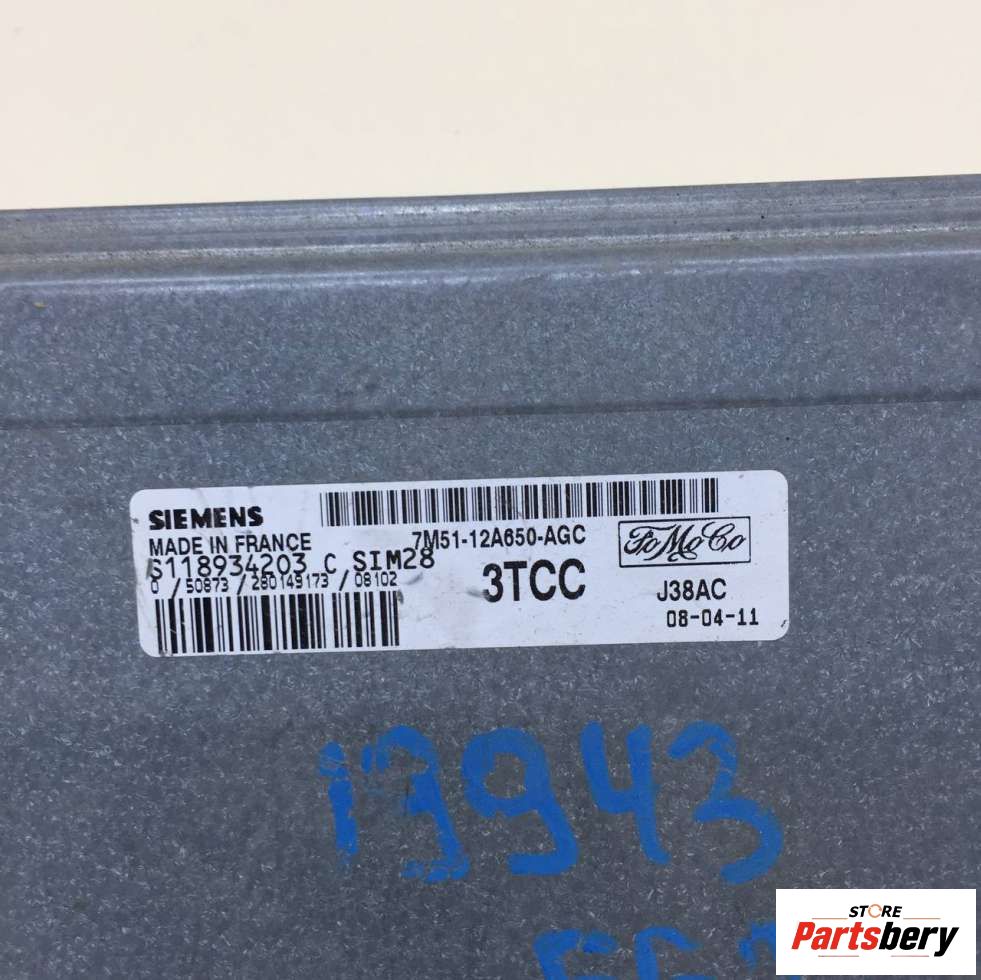 SIEMENS
MADE IN FRANCE
7M51-12A650-AGC
FoMoCo
S118934203 C SIM28
0 / 50873 / 280149173 / 08102
3TCC
J38AC
08-04-11
19943
STORE
Partsbery